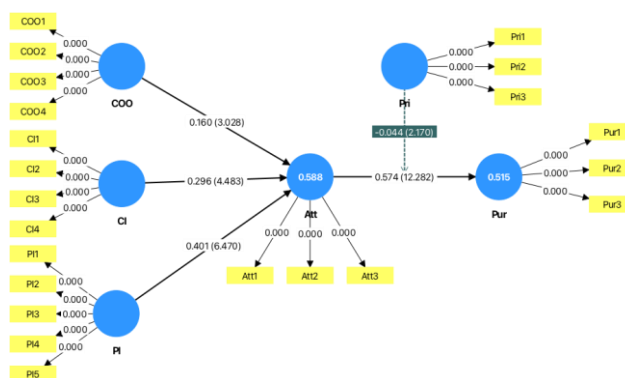 COO1
COO2
COO3
COO4
0.000
0.000
0.000
0.000
COO
CI1
CI2
CI3
CI4
0.000
0.000
0.000
0.000
CI
PI1
PI2
PI3
PI4
PI5
0.000
0.000
0.000
0.000
0.000
PI
0.160 (3.028)
0.296 (4.483)
0.401 (6.470)
0.588
Att
0.000
0.000
0.000
Att1
Att2
Att3
Pri
0.000
0.000
0.000
Pri1
Pri2
Pri3
-0.044 (2.170)
0.574 (12.282)
0.515
Pur
0.000
0.000
0.000
Pur1
Pur2
Pur3